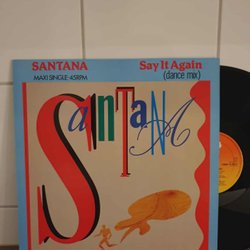 SANTANA
MAXI SINGLE·45RPM
Say It Again
(dance mix)
SANTANA